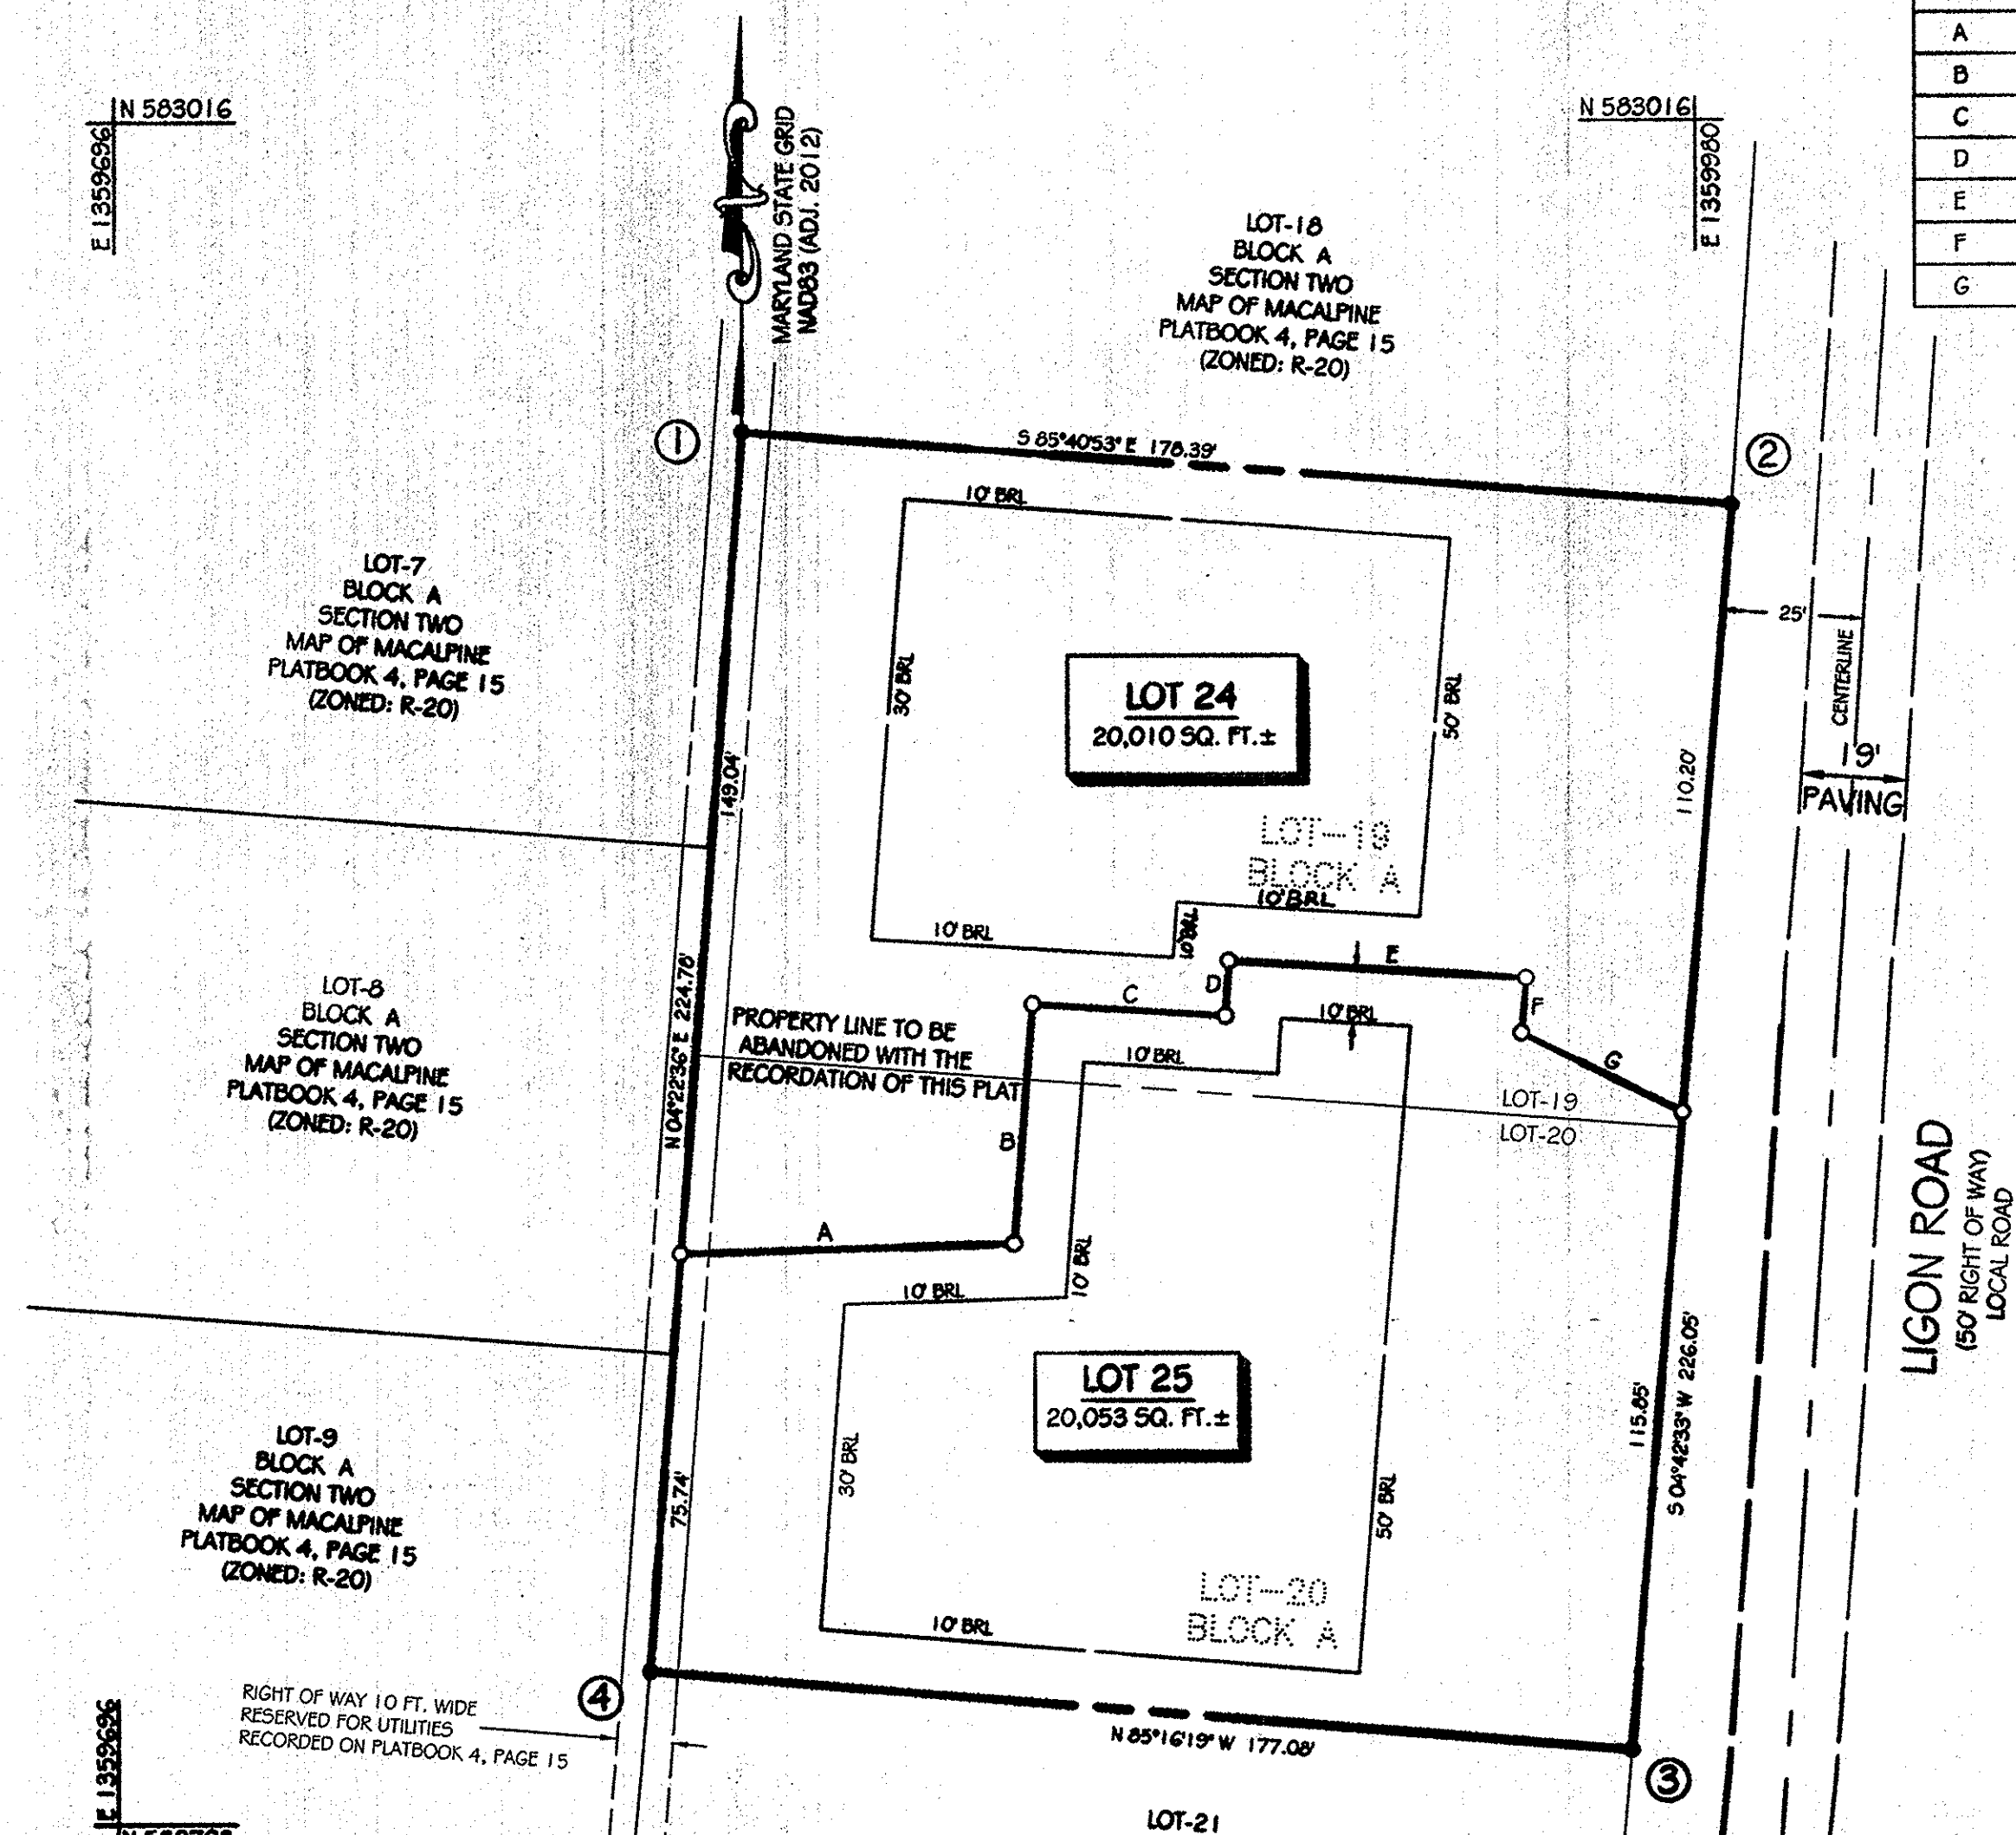 A
B
C
D
E
F
G
N 583016
E 1359696
N 583016
E 1359980
MARYLAND STATE GRID
NAD83 (ADJ. 2012)
LOT-18
BLOCK A
SECTION TWO
MAP OF MACALPINE
PLATBOOK 4, PAGE 15
(ZONED: R-20)
1
S 85°40'53" E 178.39'
2
10' BRL
LOT-7
BLOCK A
SECTION TWO
MAP OF MACALPINE
PLATBOOK 4, PAGE 15
(ZONED: R-20)
30' BRL
LOT 24
20,010 SQ. FT.±
50' BRL
25'
CENTERLINE
19'
PAVING
149.04'
110.20'
LOT-19
BLOCK A
10' BRL
10' BRL
10' BRL
E
D
C
F
G
10' BRL
10' BRL
N 04°22'36" E 224.78'
LOT-8
BLOCK A
SECTION TWO
MAP OF MACALPINE
PLATBOOK 4, PAGE 15
(ZONED: R-20)
PROPERTY LINE TO BE
ABANDONED WITH THE
RECORDATION OF THIS PLAT
LOT-19
LOT-20
B
A
10' BRL
10' BRL
LIGON ROAD
(50' RIGHT OF WAY)
LOCAL ROAD
LOT 25
20,053 SQ. FT.±
115.85'
S 04°42'33" W 226.05'
LOT-9
BLOCK A
SECTION TWO
MAP OF MACALPINE
PLATBOOK 4, PAGE 15
(ZONED: R-20)
75.74'
30' BRL
50' BRL
LOT-20
BLOCK A
10' BRL
4
RIGHT OF WAY 10 FT. WIDE
RESERVED FOR UTILITIES
RECORDED ON PLATBOOK 4, PAGE 15
N 85°16'19" W 177.08'
3
E 1359696
LOT-21